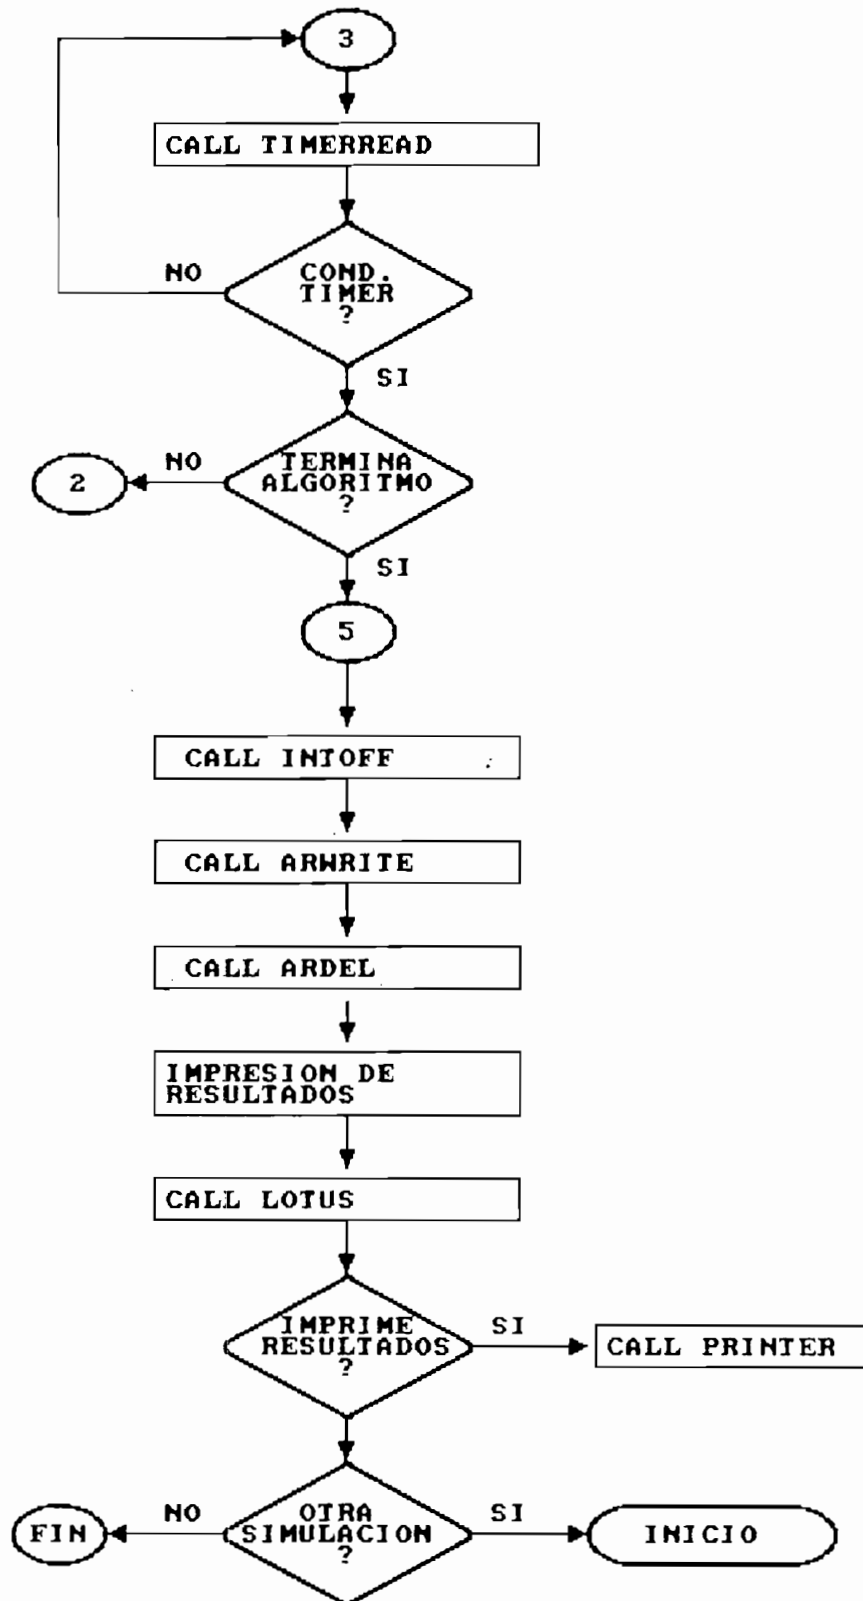 3
CALL TIMERREAD
NO
COND.
TIMER
?
SI
2
NO
TERMINA
ALGORITMO
?
SI
5
CALL INTOFF
CALL ARWRITE
CALL ARDEL
IMPRESION DE
RESULTADOS
CALL LOTUS
IMPRIME
RESULTADOS
?
SI
CALL PRINTER
FIN
NO
OTRA
SIMULACION
?
SI
INICIO